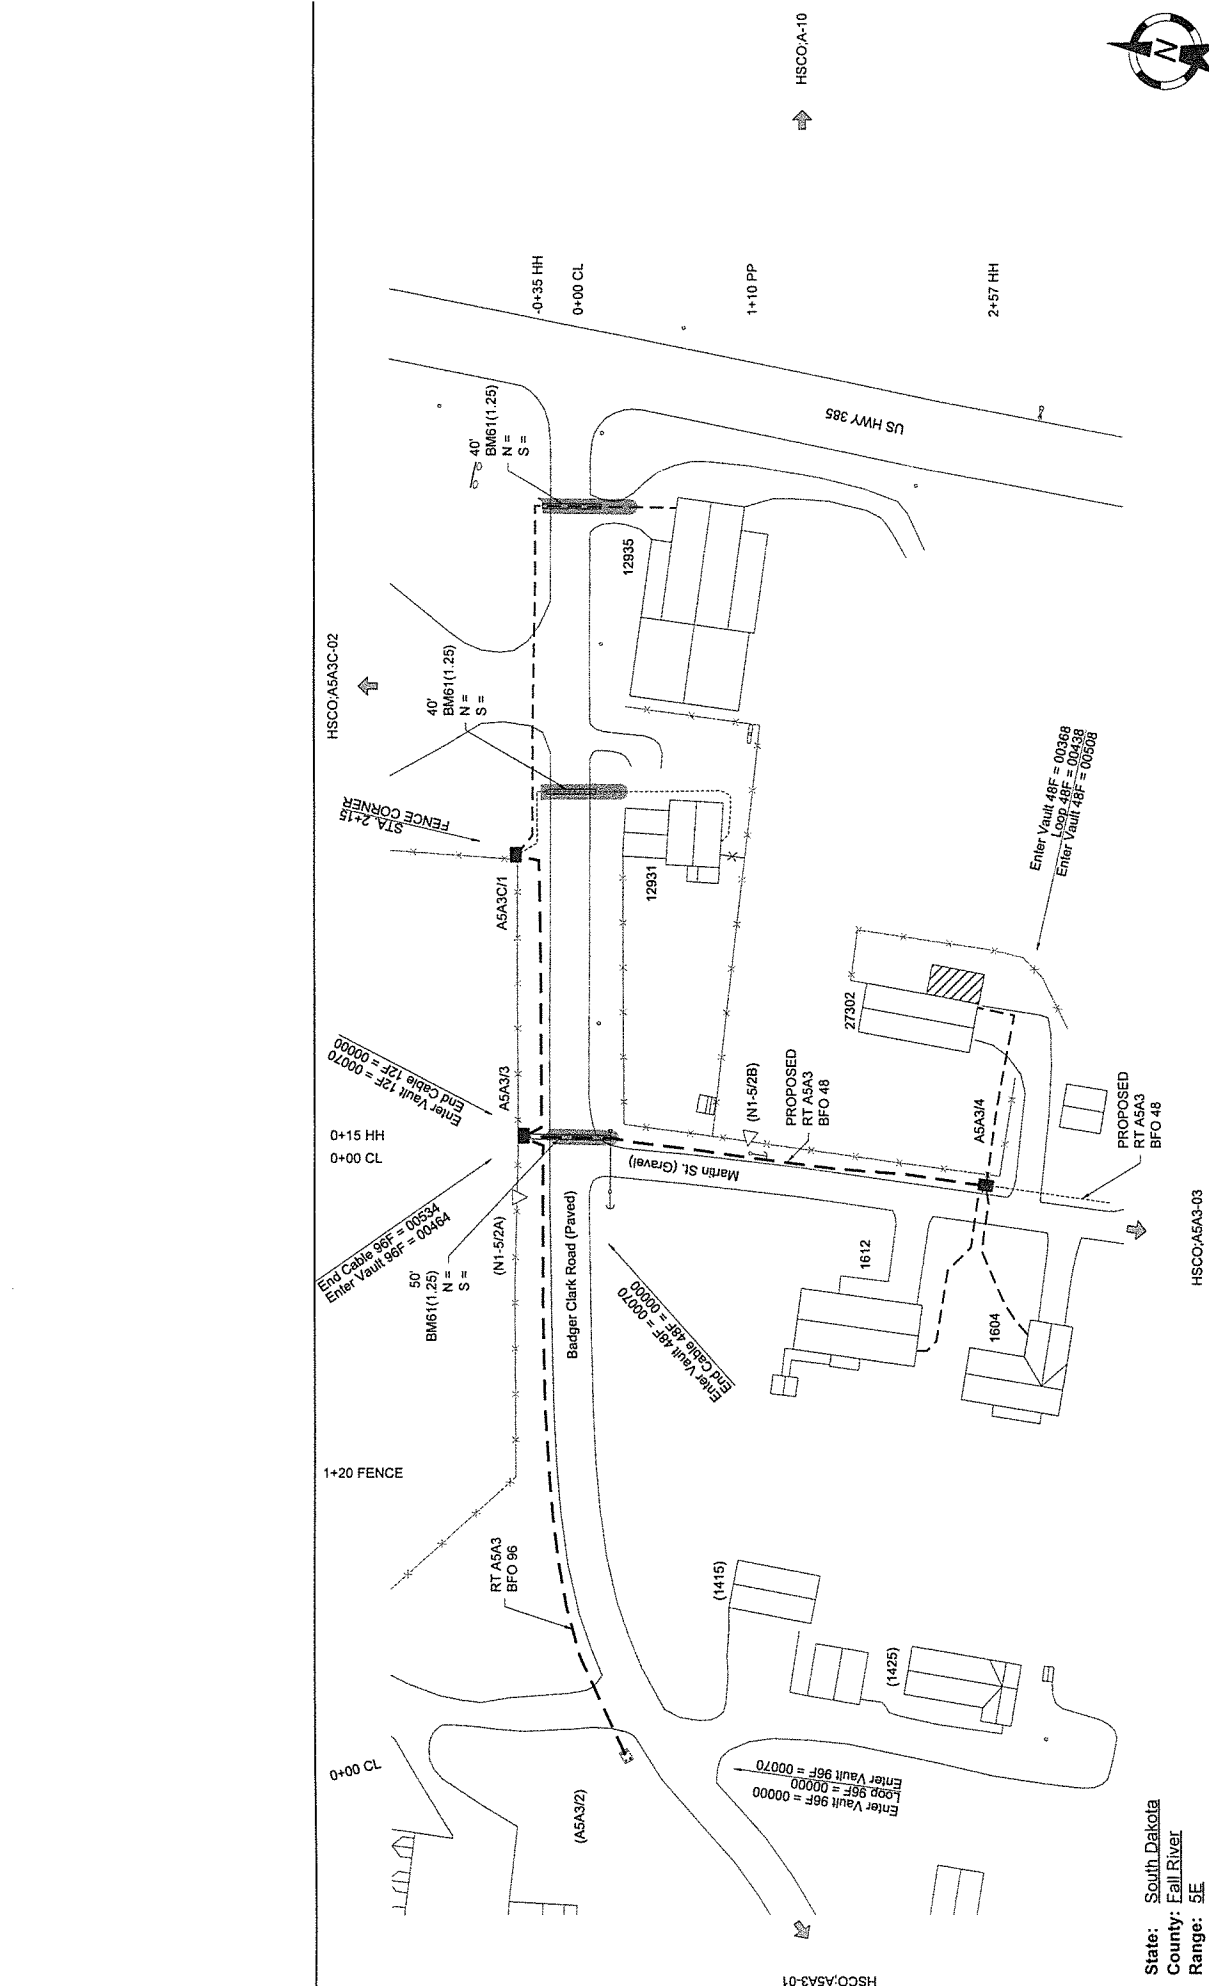 HSCO;A-10
N
-0+35 HH
0+00 CL
1+10 PP
2+57 HH
US HWY 385
40'
BM61(1.25)
N =
S =
12935
HSCO;A5A3C-02
40'
BM61(1.25)
N =
S =
STA. 2+15
FENCE CORNER
A5A3C/1
12931
Enter Vault 48F = 00368
Loop 48F = 00438
Enter Vault 48F = 00508
27302
Enter Vault 12F = 00070
End Cable 12F = 00000
A5A3/3
0+15 HH
0+00 CL
(N1-5/2B)
PROPOSED
RT A5A3
BFO 48
A5A3/4
PROPOSED
RT A5A3
BFO 48
Martin St. (Gravel)
End Cable 96F = 00534
Enter Vault 96F = 00464
50'
BM61(1.25)
N =
S =
(N1-5/2A)
Badger Clark Road (Paved)
Enter Vault 48F = 00070
End Cable 48F = 00000
1612
1604
HSCO;A5A3-03
1+20 FENCE
RT A5A3
BFO 96
(1415)
(1425)
0+00 CL
(A5A3/2)
Enter Vault 96F = 00000
Loop 96F = 00000
Enter Vault 96F = 00070
HSCO;A5A3-01
State: South Dakota
County: Fall River
Range: 5E